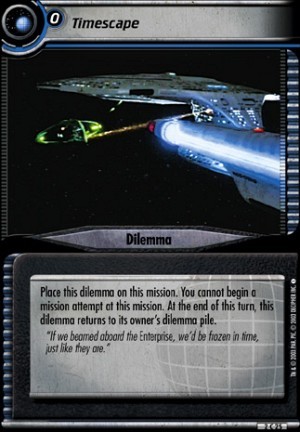 0
Timescape
Dilemma
Place this dilemma on this mission. You cannot begin a
mission attempt at this mission. At the end of this turn, this
dilemma returns to its owner's dilemma pile.
"If we beamed aboard the Enterprise, we'd be frozen in time,
just like they are."
2 C 25